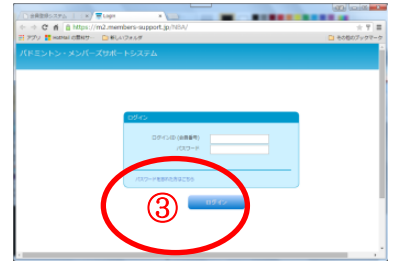 会員登録システム
Login
https://m2.members-support.jp/NBA/
アプリ
新しいフォルダ
その他のブックマーク
バドミントン・メンバーズサポートシステム
ログイン
ログインID (会員番号)
パスワード
パスワードを忘れた方はこちら
③
ログイン